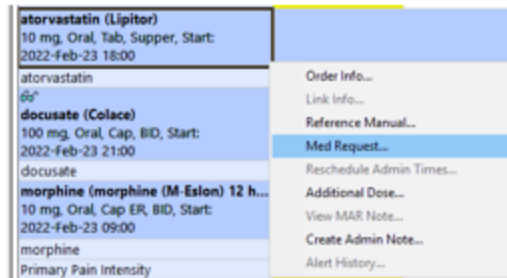 atorvastatin (Lipitor)
10 mg, Oral, Tab, Supper, Start:
2022-Feb-23 18:00
atorvastatin
docusate (Colace)
100 mg, Oral, Cap, BID, Start:
2022-Feb-23 21:00
docusate
morphine (morphine (M-Eslon) 12 h...
10 mg, Oral, Cap ER, BID, Start:
2022-Feb-23 09:00
morphine
Primary Pain Intensity
Order Info...
Link Info...
Reference Manual...
Med Request...
Reschedule Admin Times...
Additional Dose...
View MAR Note...
Create Admin Note...
Alert History...